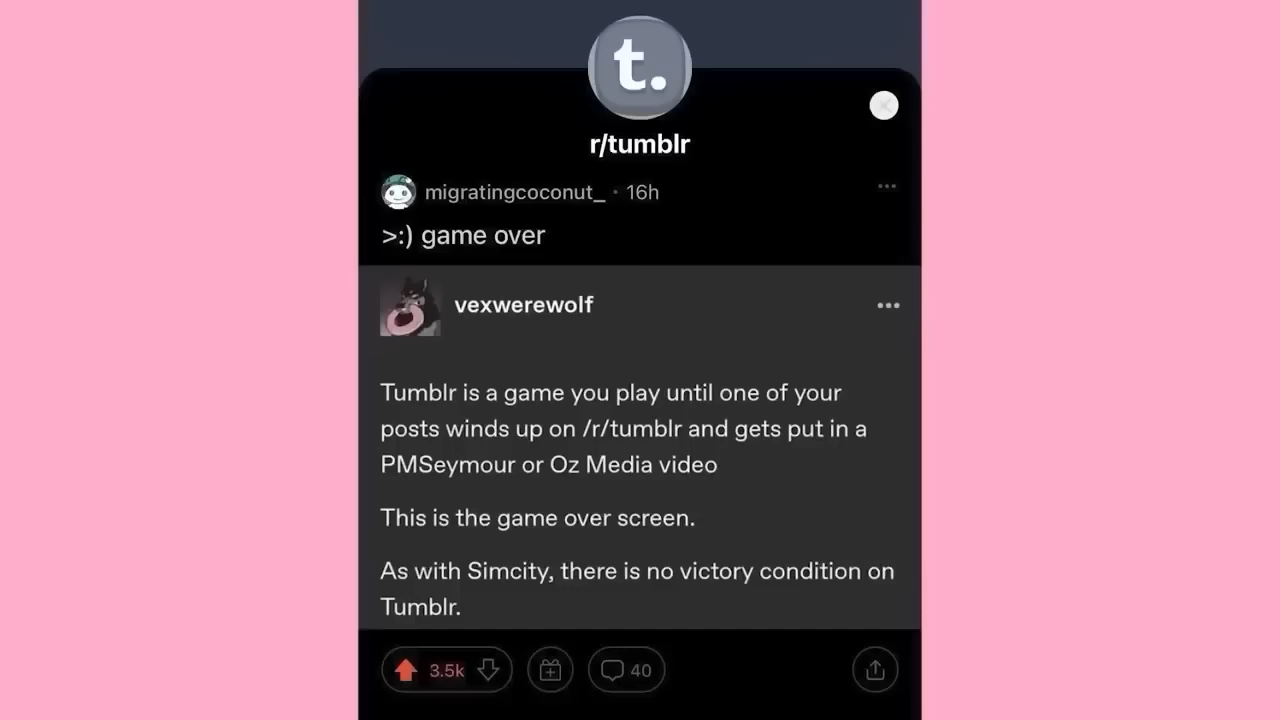 t.
r/tumblr
migratingcoconut_ · 16h
>:) game over
vexwerewolf
Tumblr is a game you play until one of your
posts winds up on /r/tumblr and gets put in a
PMSeymour or Oz Media video
This is the game over screen.
As with Simcity, there is no victory condition on
Tumblr.
3.5k
40